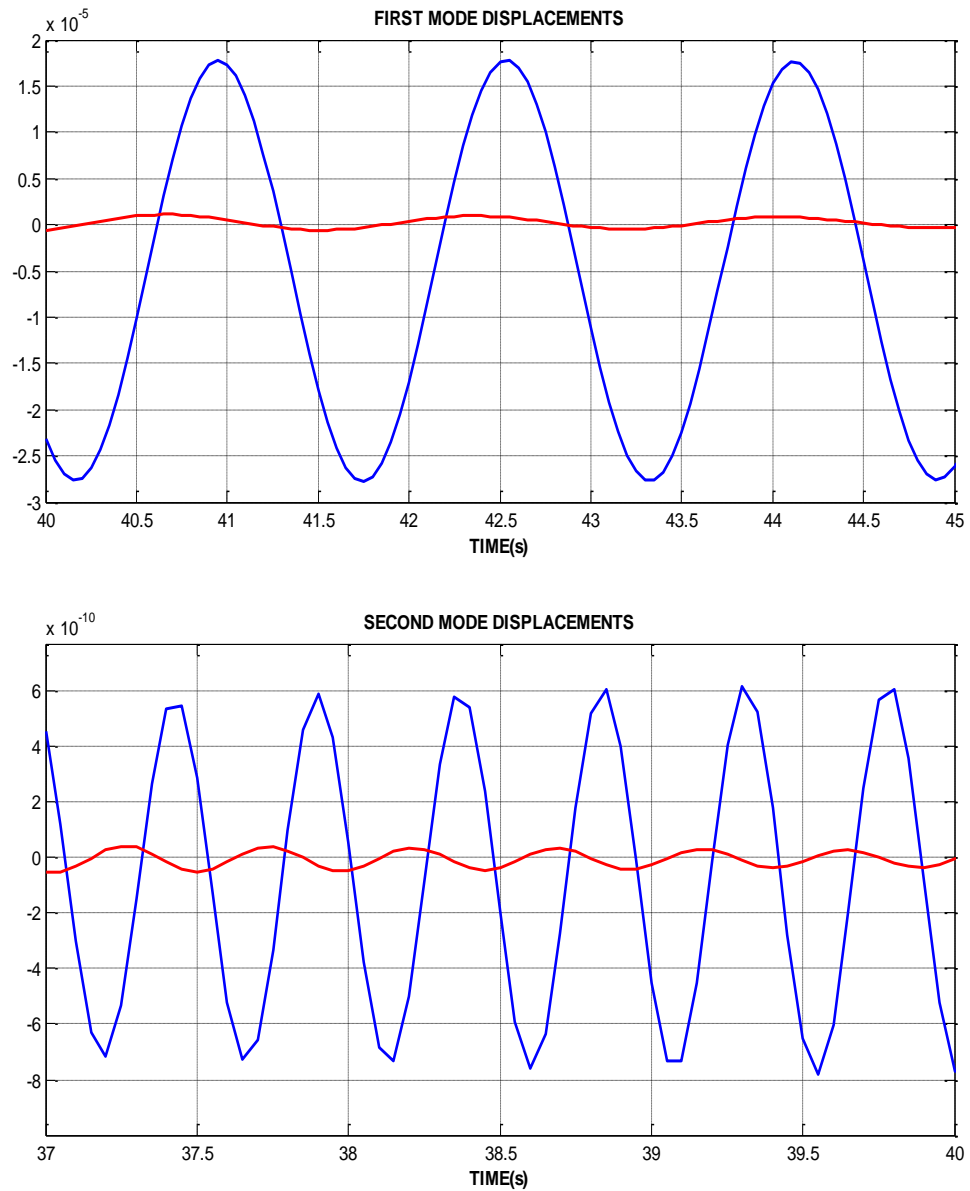 FIRST MODE DISPLACEMENTS
x 10^-5
2
1.5
1
0.5
0
-0.5
-1
-1.5
-2
-2.5
-3
40 40.5 41 41.5 42 42.5 43 43.5 44 44.5 45
TIME(s)
SECOND MODE DISPLACEMENTS
x 10^-10
6
4
2
0
-2
-4
-6
-8
37 37.5 38 38.5 39 39.5 40
TIME(s)